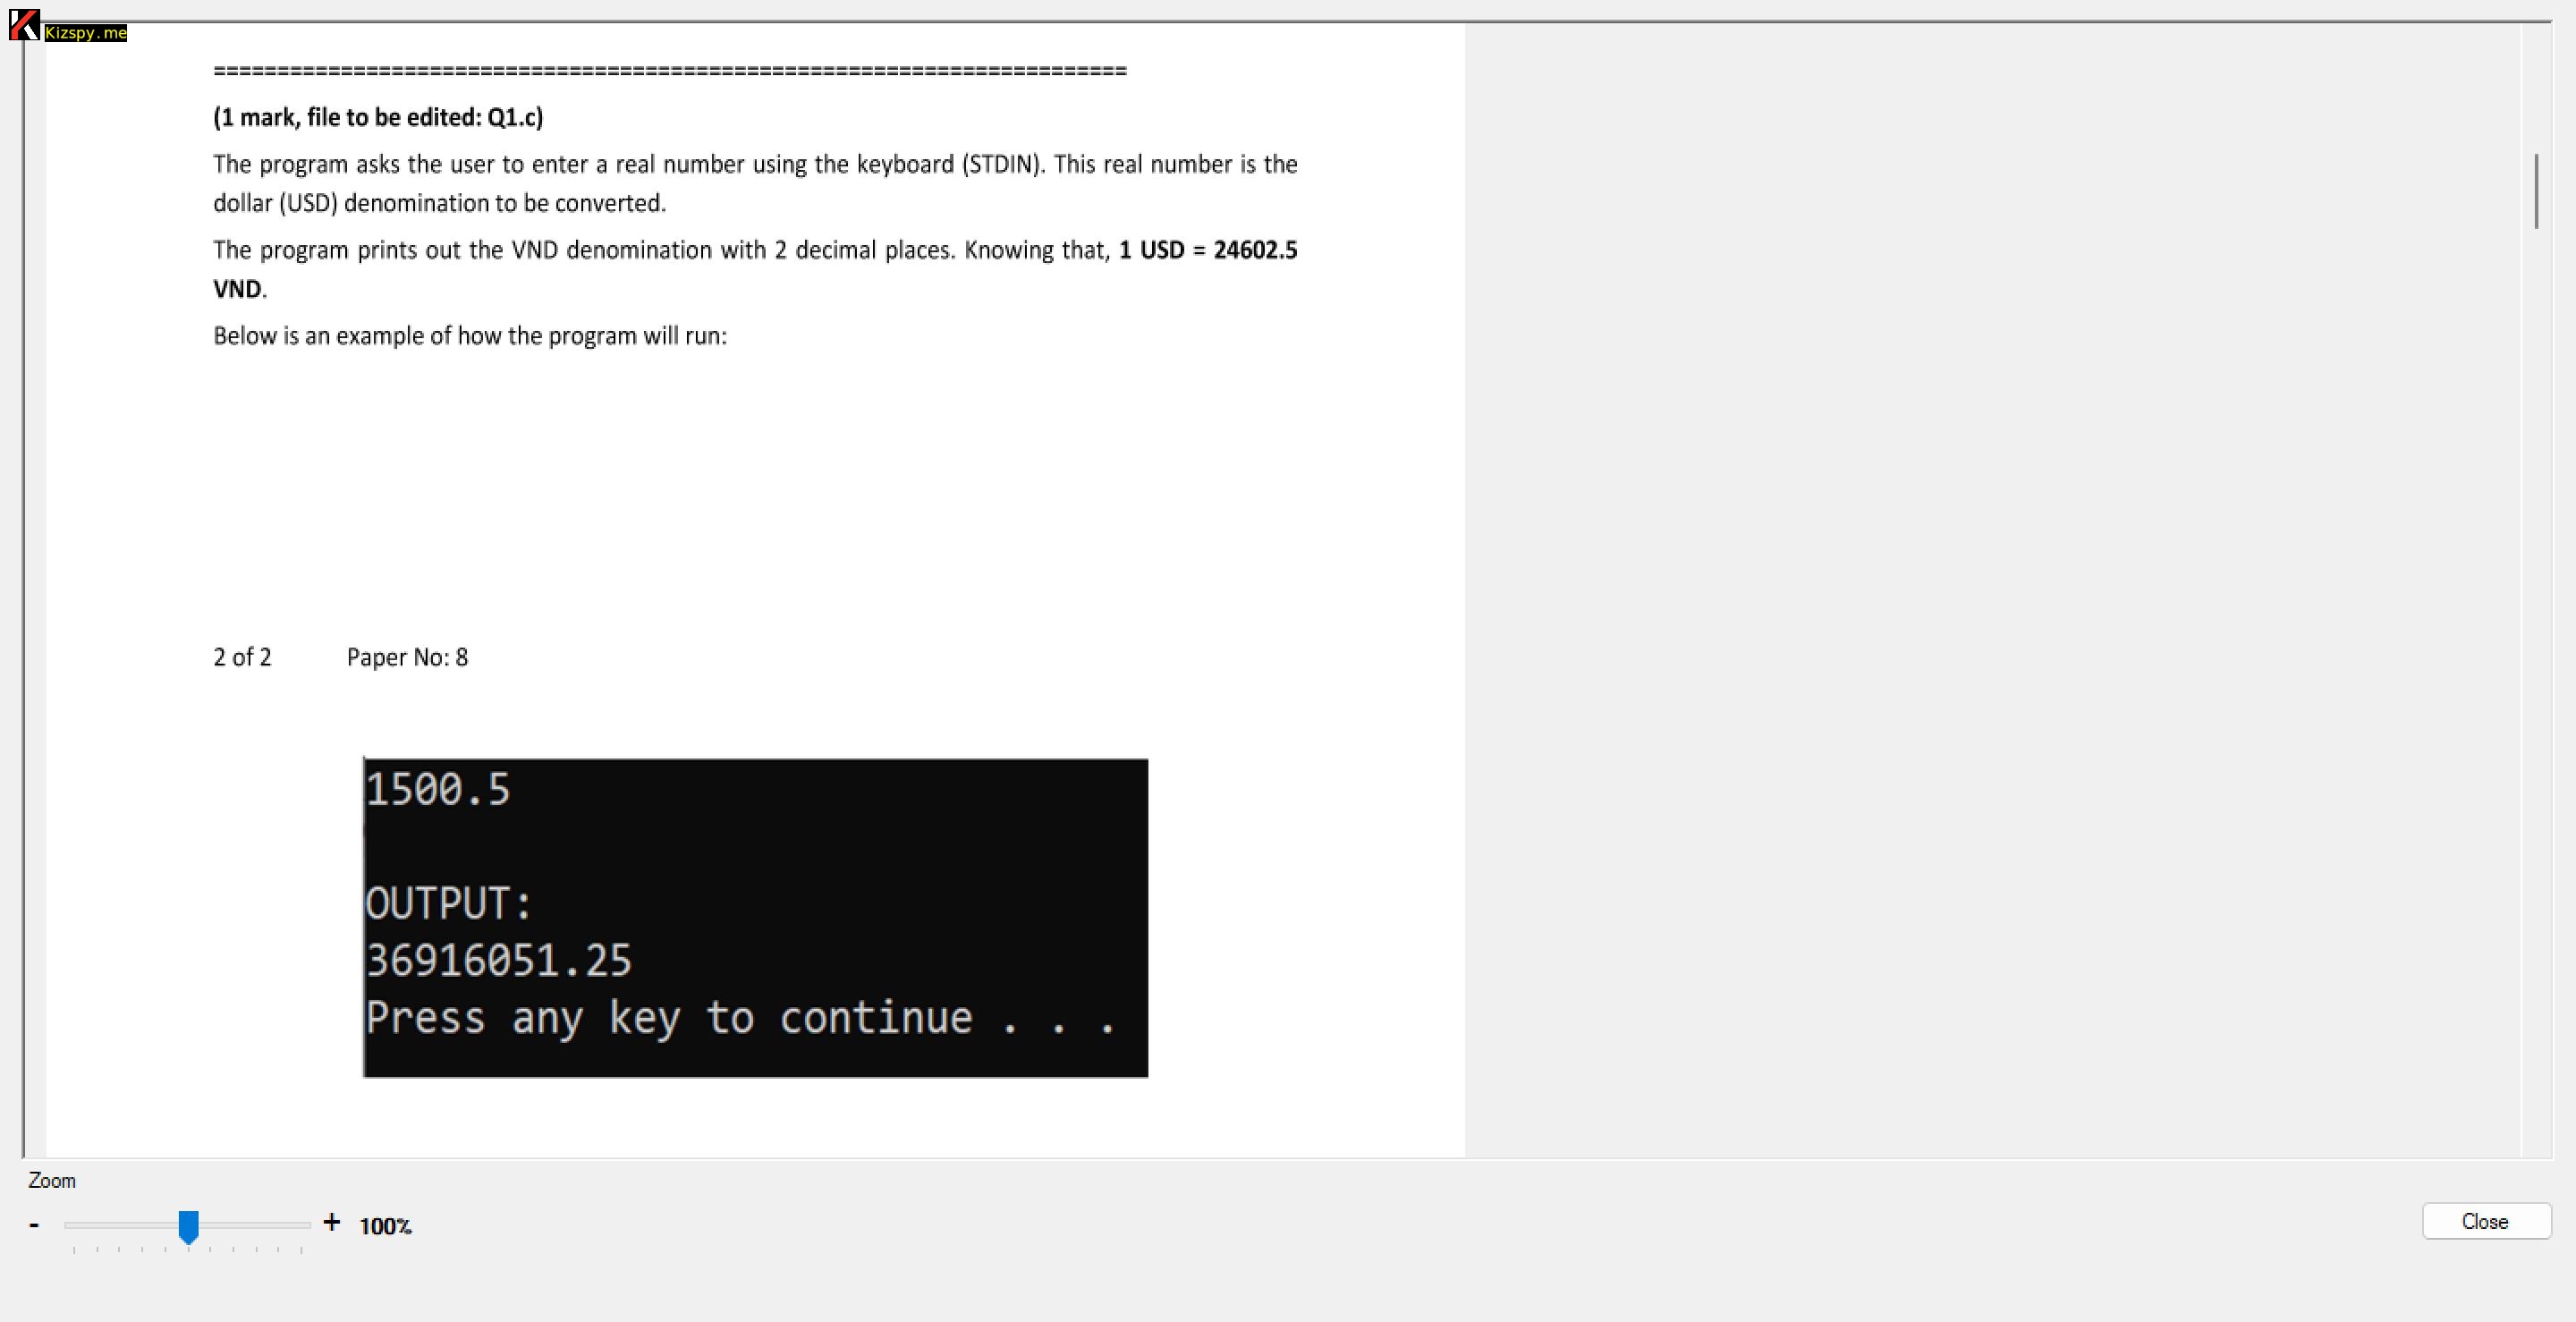 Kizspy.me
========================================================================
(1 mark, file to be edited: Q1.c)
The program asks the user to enter a real number using the keyboard (STDIN). This real number is the
dollar (USD) denomination to be converted.
The program prints out the VND denomination with 2 decimal places. Knowing that, 1 USD = 24602.5
VND.
Below is an example of how the program will run:
2 of 2 Paper No: 8
1500.5
OUTPUT:
36916051.25
Press any key to continue . . .
Zoom
- + 100%
Close